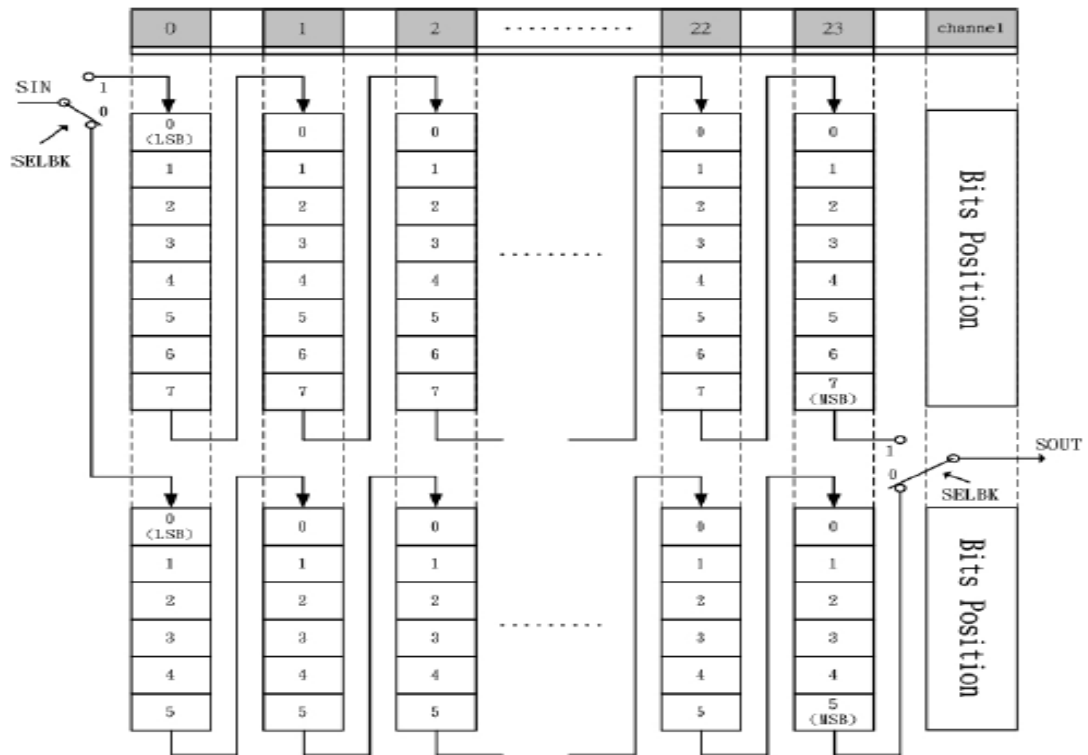 0 1 2 ........... 22 23 channel
SIN
1
0
SELBK
0 (LSB) 0 0 0 0
1 1 1 1 1
2 2 2 2 2
3 3 3 3 3
4 4 4 4 4
5 5 5 5 5
6 6 6 6 6
7 7 7 7 7 (MSB)
.........
Bits Position
1
0
SOUT
SELBK
0 (LSB) 0 0 0 0
1 1 1 1 1
2 2 2 2 2
3 3 3 3 3
4 4 4 4 4
5 5 5 5 5 (MSB)
.........
Bits Position